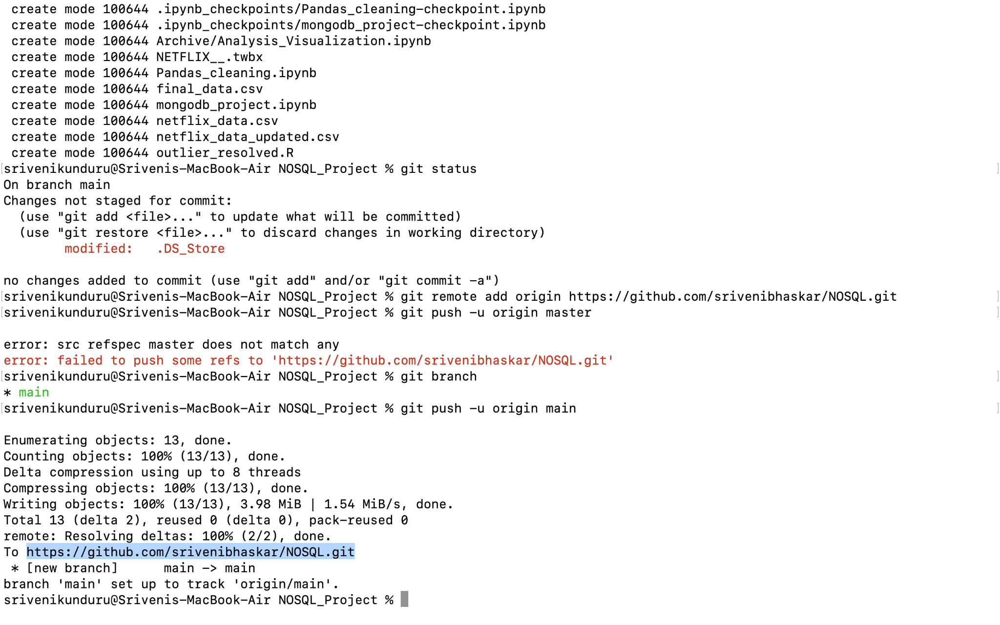 create mode 100644 .ipynb_checkpoints/Pandas_cleaning-checkpoint.ipynb
create mode 100644 .ipynb_checkpoints/mongodb_project-checkpoint.ipynb
create mode 100644 Archive/Analysis_Visualization.ipynb
create mode 100644 NETFLIX__.twbx
create mode 100644 Pandas_cleaning.ipynb
create mode 100644 final_data.csv
create mode 100644 mongodb_project.ipynb
create mode 100644 netflix_data.csv
create mode 100644 netflix_data_updated.csv
create mode 100644 outlier_resolved.R
[srivenikunduru@Srivenis-MacBook-Air NOSQL_Project % git status ]
On branch main
Changes not staged for commit:
(use "git add <file>..." to update what will be committed)
(use "git restore <file>..." to discard changes in working directory)
modified: .DS_Store
no changes added to commit (use "git add" and/or "git commit -a")
[srivenikunduru@Srivenis-MacBook-Air NOSQL_Project % git remote add origin https://github.com/srivenibhaskar/NOSQL.git ]
[srivenikunduru@Srivenis-MacBook-Air NOSQL_Project % git push -u origin master ]
error: src refspec master does not match any
error: failed to push some refs to 'https://github.com/srivenibhaskar/NOSQL.git'
[srivenikunduru@Srivenis-MacBook-Air NOSQL_Project % git branch ]
* main
[srivenikunduru@Srivenis-MacBook-Air NOSQL_Project % git push -u origin main ]
Enumerating objects: 13, done.
Counting objects: 100% (13/13), done.
Delta compression using up to 8 threads
Compressing objects: 100% (13/13), done.
Writing objects: 100% (13/13), 3.98 MiB | 1.54 MiB/s, done.
Total 13 (delta 2), reused 0 (delta 0), pack-reused 0
remote: Resolving deltas: 100% (2/2), done.
To https://github.com/srivenibhaskar/NOSQL.git
* [new branch] main -> main
branch 'main' set up to track 'origin/main'.
srivenikunduru@Srivenis-MacBook-Air NOSQL_Project %